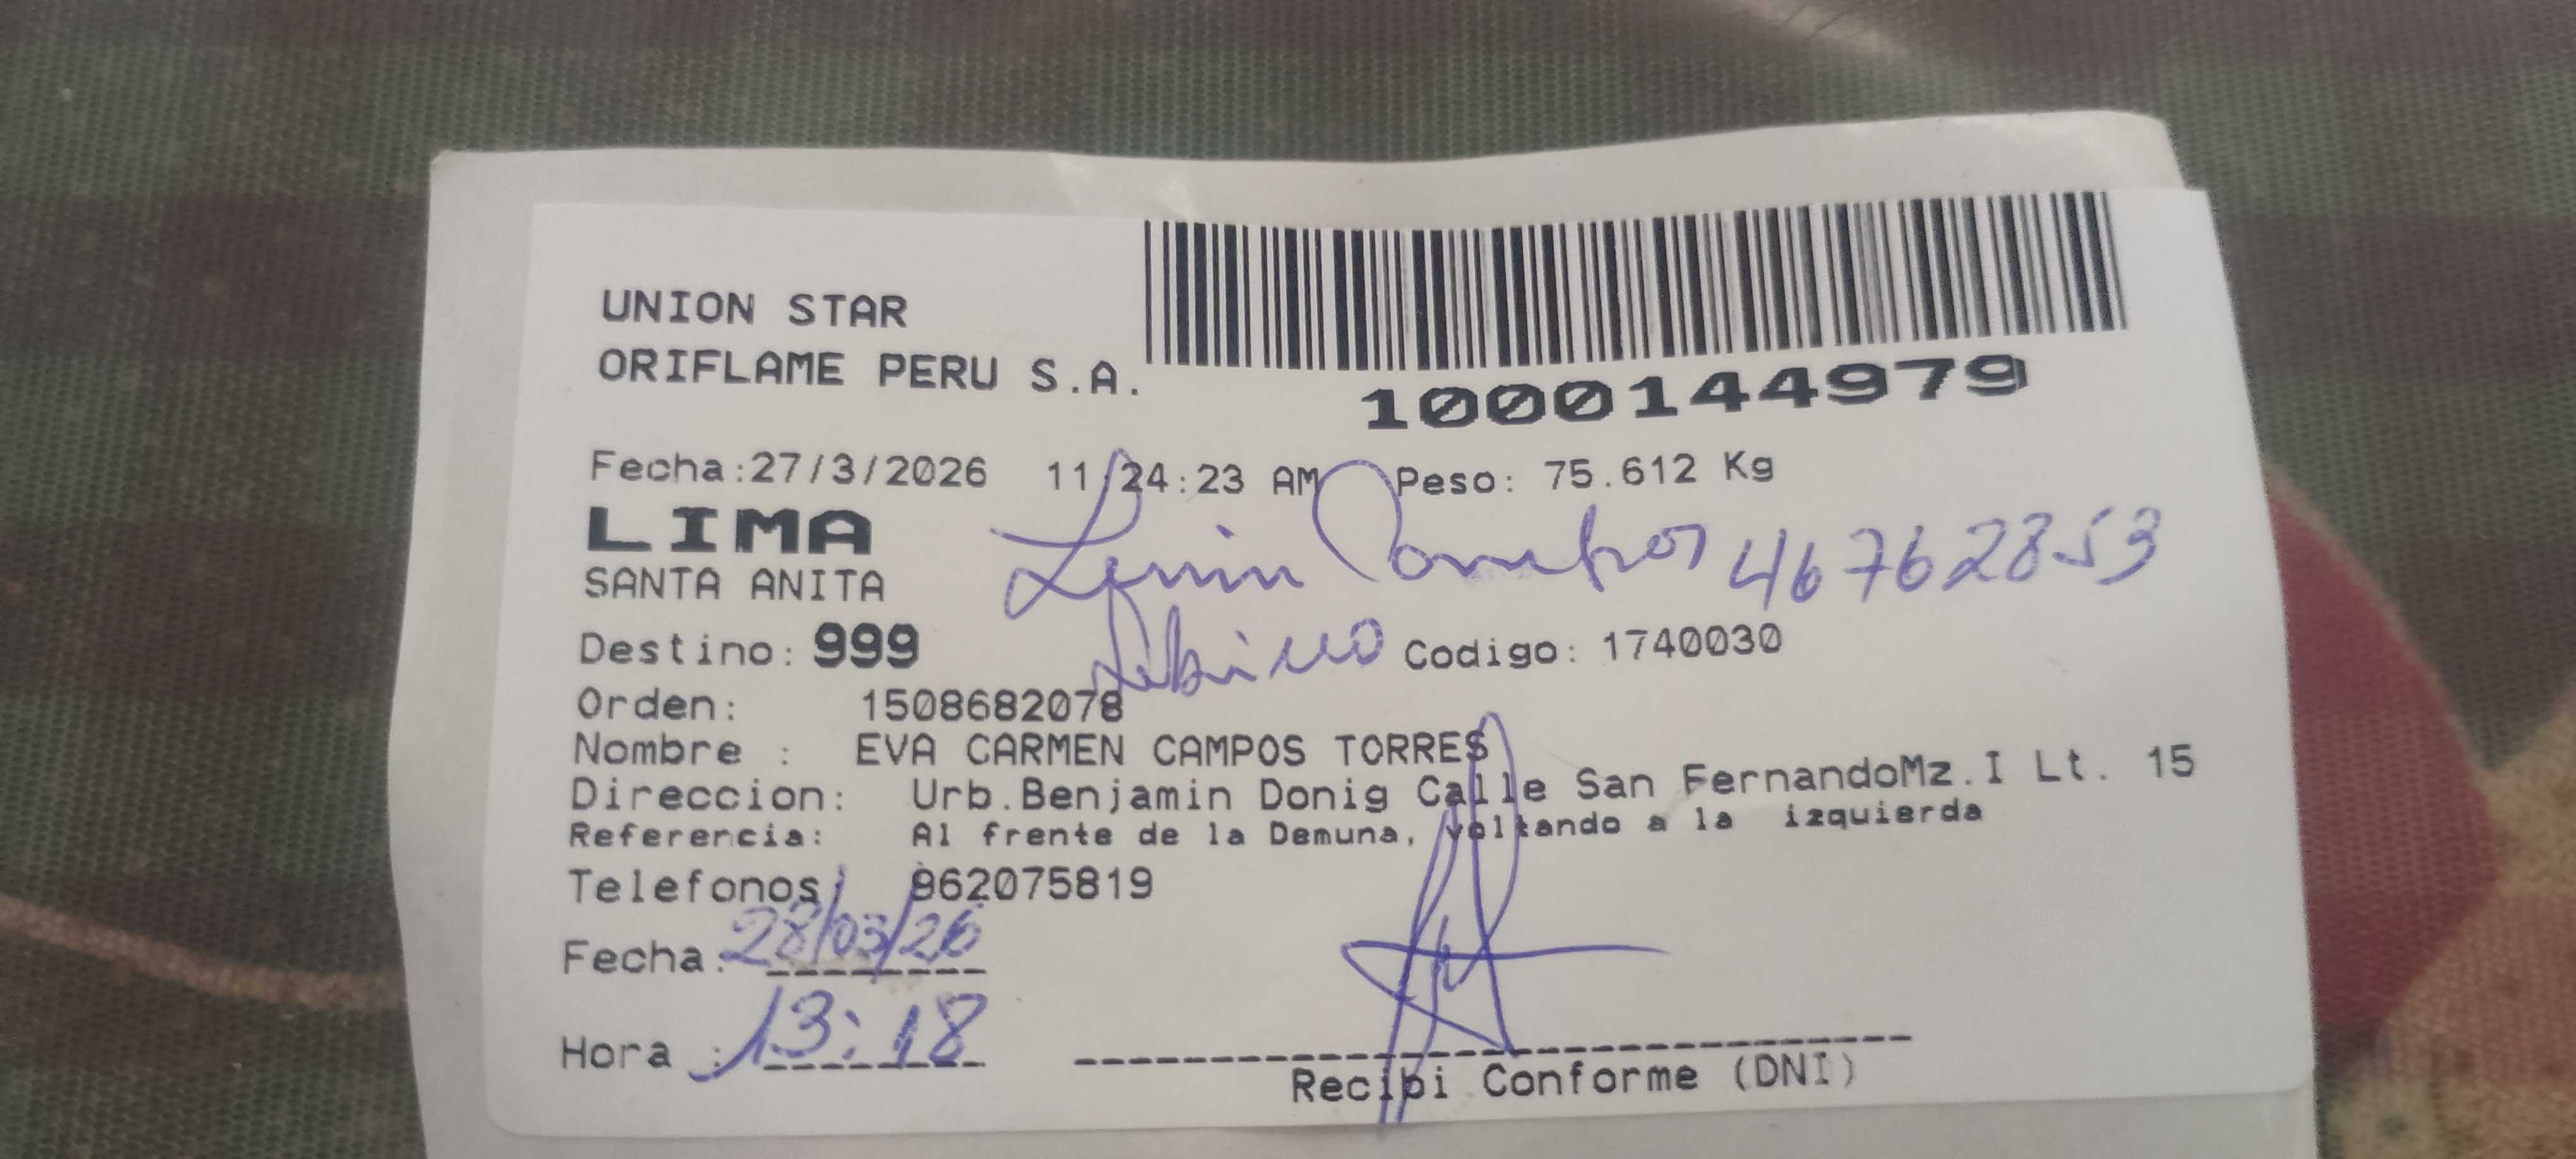 UNION STAR
ORIFLAME PERU S.A.
1000144979
Fecha:27/3/2026 11:24:23 AM Peso: 75.612 Kg
LIMA
SANTA ANITA
Lenin 46762853
Destino: 999
Codigo: 1740030
Orden: 1508682078
Nombre : EVA CARMEN CAMPOS TORRES
Direccion: Urb.Benjamin Donig Calle San FernandoMz.I Lt. 15
Referencia: Al frente de la Demuna, voltando a la izquierda
Telefonos: 962075819
Fecha: 28/03/26
Hora : 13:18
Recibi Conforme (DNI)